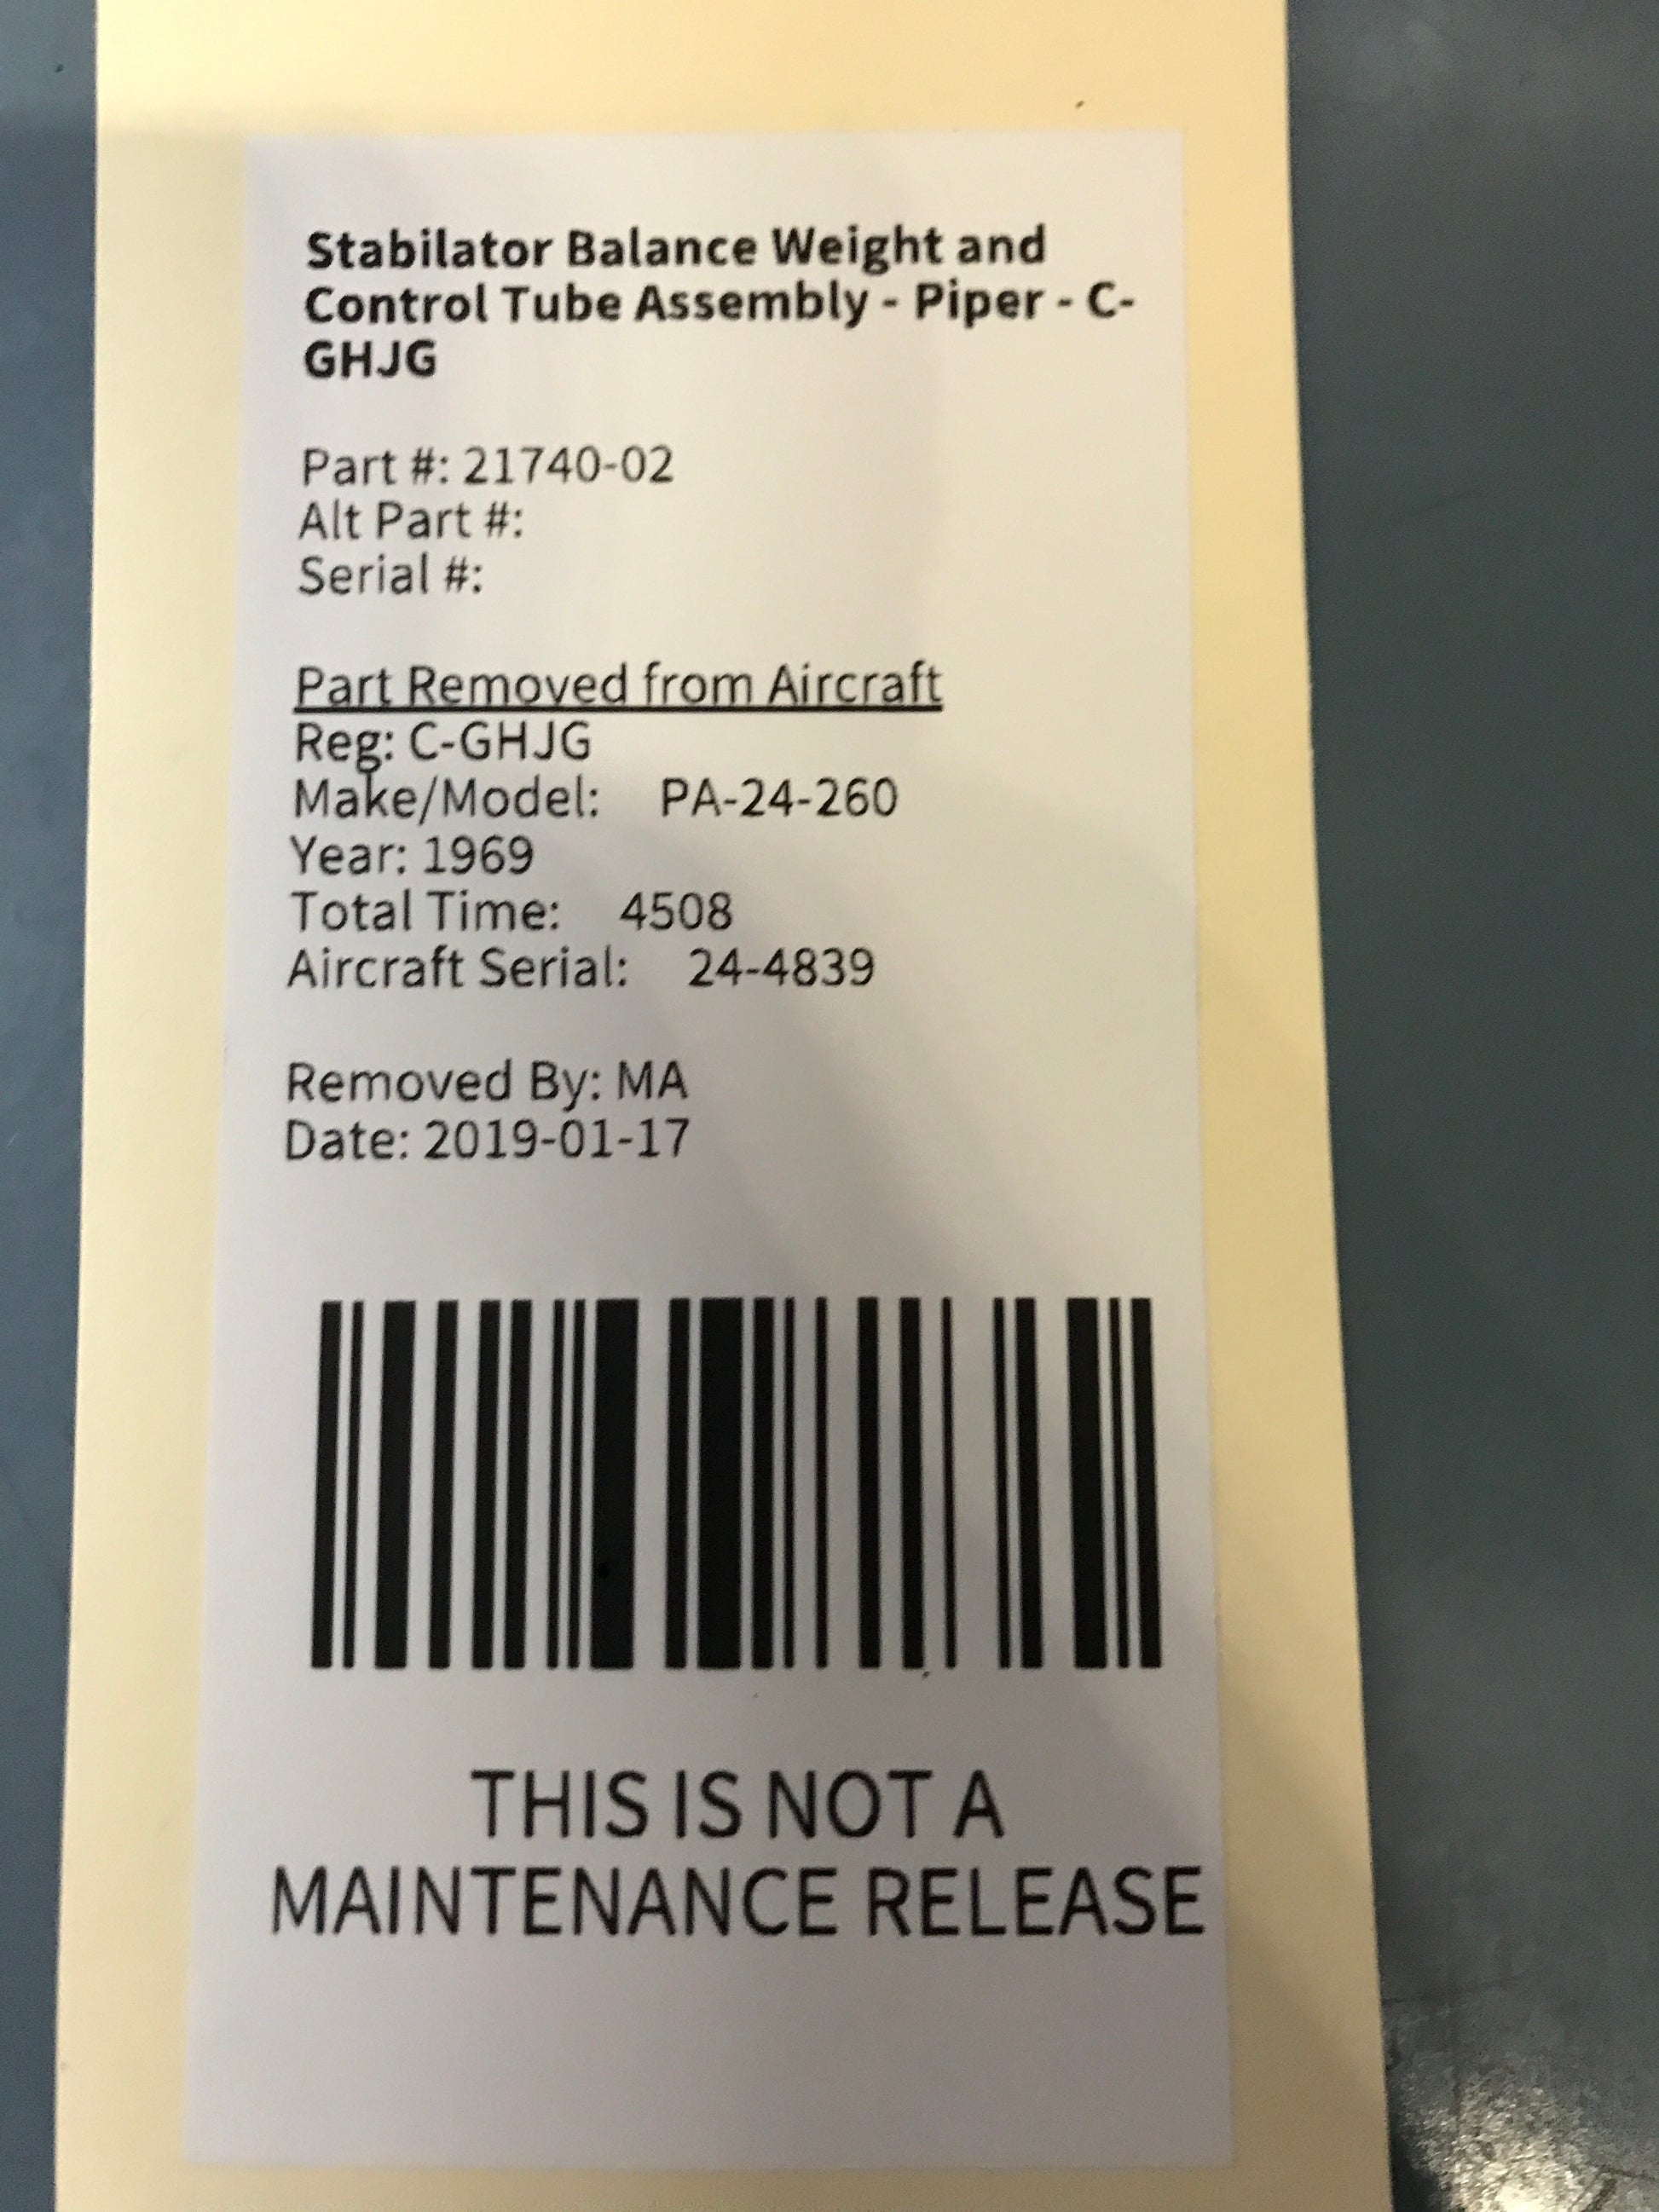 Stabilator Balance Weight and
Control Tube Assembly - Piper - C-
GHJG
Part #: 21740-02
Alt Part #:
Serial #:
Part Removed from Aircraft
Reg: C-GHJG
Make/Model: PA-24-260
Year: 1969
Total Time: 4508
Aircraft Serial: 24-4839
Removed By: MA
Date: 2019-01-17
THIS IS NOT A
MAINTENANCE RELEASE